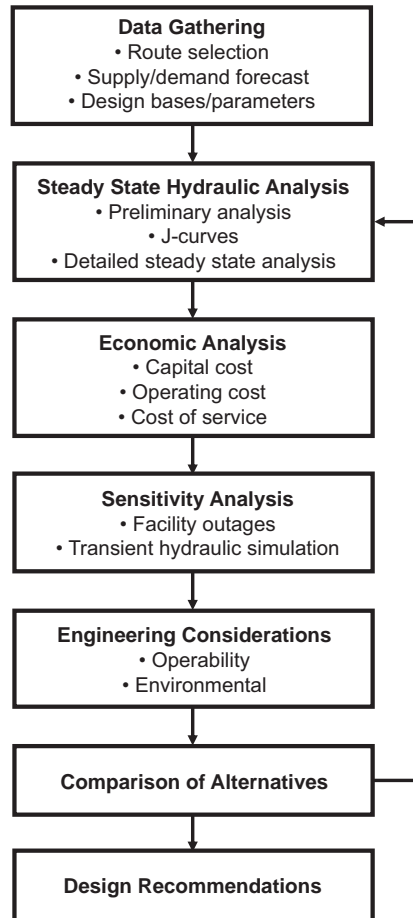 Data Gathering
• Route selection
• Supply/demand forecast
• Design bases/parameters
Steady State Hydraulic Analysis
• Preliminary analysis
• J-curves
• Detailed steady state analysis
Economic Analysis
• Capital cost
• Operating cost
• Cost of service
Sensitivity Analysis
• Facility outages
• Transient hydraulic simulation
Engineering Considerations
• Operability
• Environmental
Comparison of Alternatives
Design Recommendations